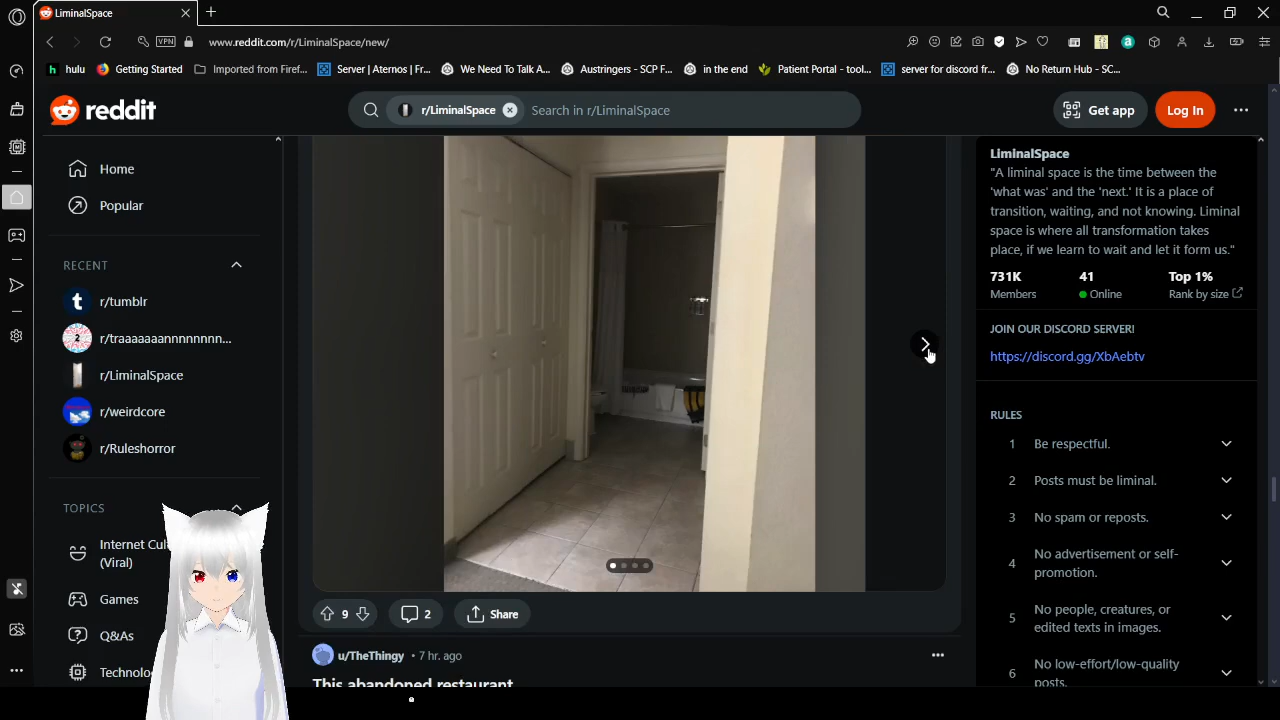 LiminalSpace
www.reddit.com/r/LiminalSpace/new/
VPN
hulu
Getting Started
Imported from Firef...
Server | Aternos | Fr...
We Need To Talk A...
Austringers - SCP F...
in the end
Patient Portal - tool...
server for discord fr...
No Return Hub - SC...
reddit
r/LiminalSpace
Search in r/LiminalSpace
Get app
Log In
Home
Popular
RECENT
r/tumblr
r/traaaaaaannnnnnnn...
r/LiminalSpace
r/weirdcore
r/Ruleshorror
TOPICS
Internet Cul
(Viral)
Games
Q&As
Technolo
9
2
Share
u/TheThingy • 7 hr. ago
This abandoned restaurant
LiminalSpace
"A liminal space is the time between the
'what was' and the 'next.' It is a place of
transition, waiting, and not knowing. Liminal
space is where all transformation takes
place, if we learn to wait and let it form us."
731K
Members
41
Online
Top 1%
Rank by size
JOIN OUR DISCORD SERVER!
https://discord.gg/XbAebtv
RULES
1 Be respectful.
2 Posts must be liminal.
3 No spam or reposts.
4 No advertisement or self-
promotion.
5 No people, creatures, or
edited texts in images.
6 No low-effort/low-quality
posts.